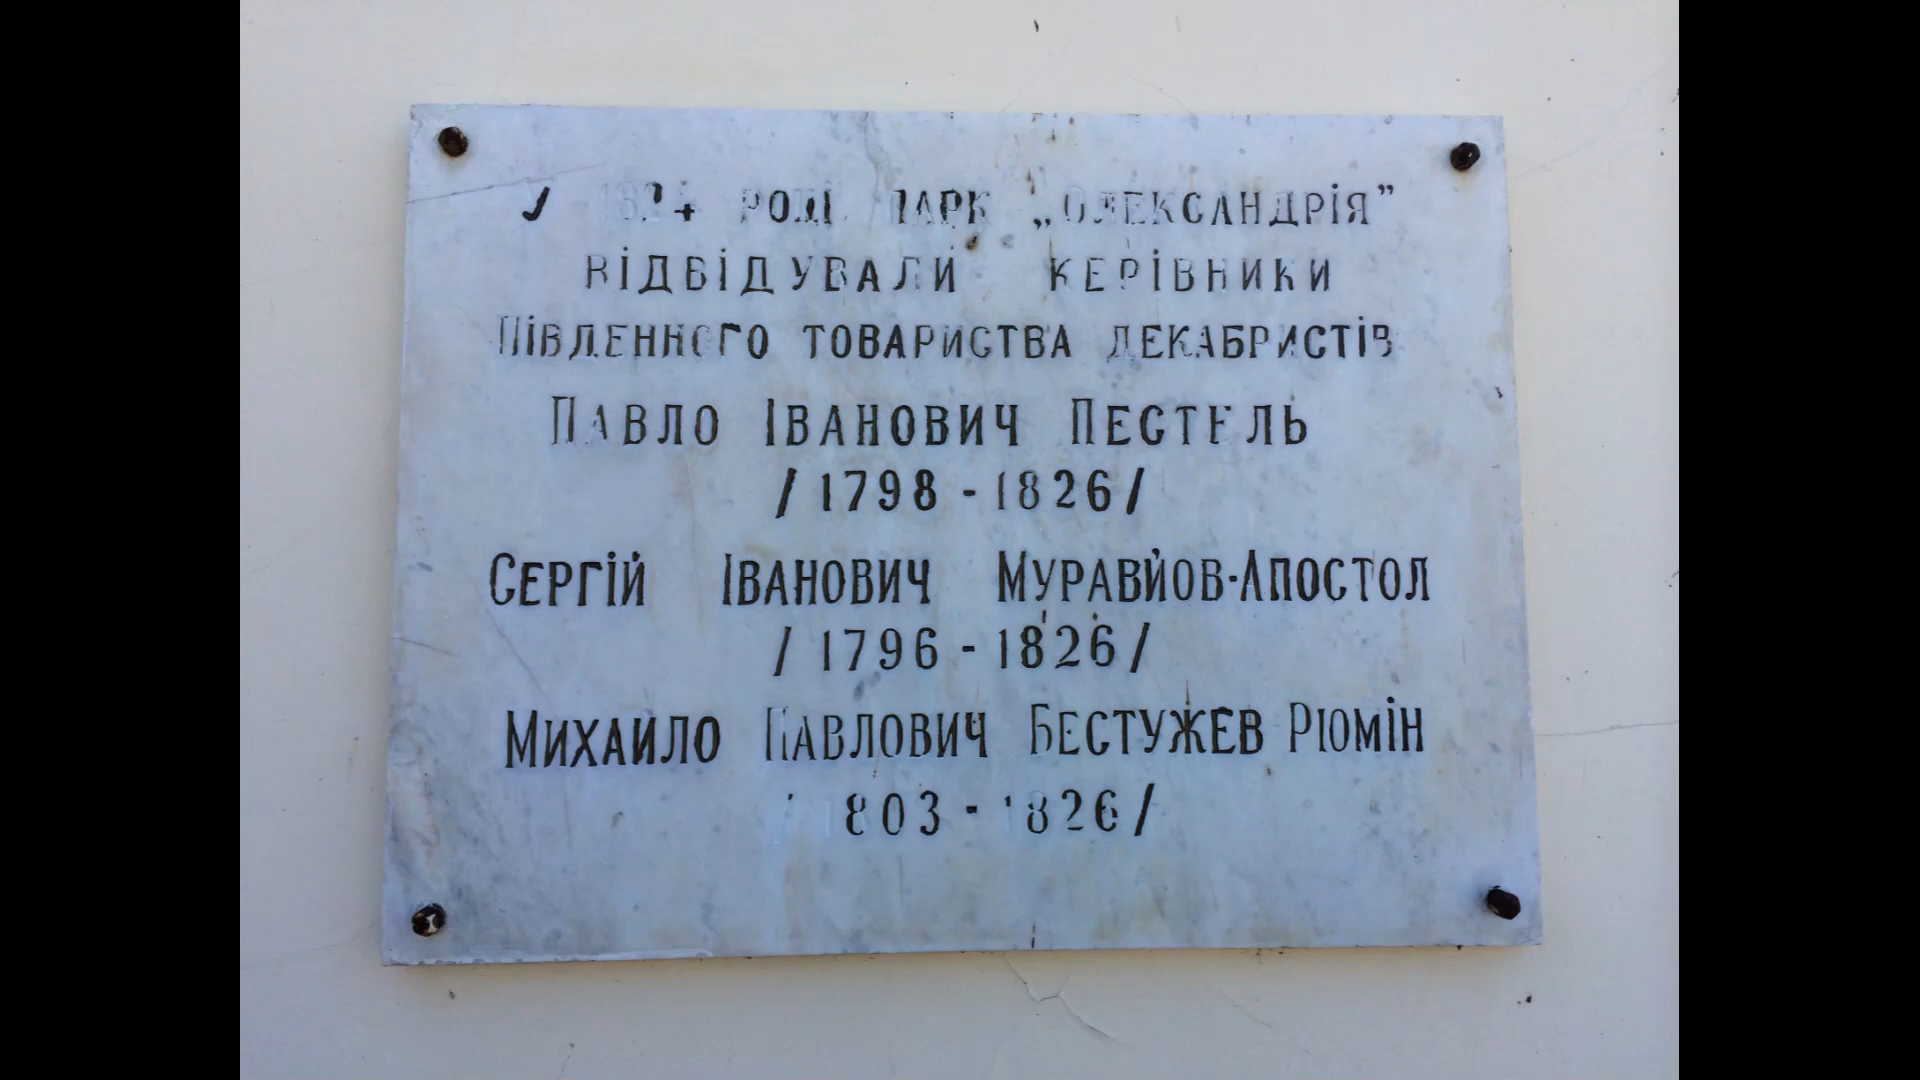 У 1824 РОЦІ ПАРК „ОЛЕКСАНДРІЯ”
ВІДВІДУВАЛИ КЕРІВНИКИ
ПІВДЕННОГО ТОВАРИСТВА ДЕКАБРИСТІВ
ПАВЛО ІВАНОВИЧ ПЕСТЕЛЬ
/1798-1826/
СЕРГІЙ ІВАНОВИЧ МУРАВЙОВ-АПОСТОЛ
/1796-1826/
МИХАИЛО ПАВЛОВИЧ БЕСТУЖЕВ РЮМІН
/1803-1826/